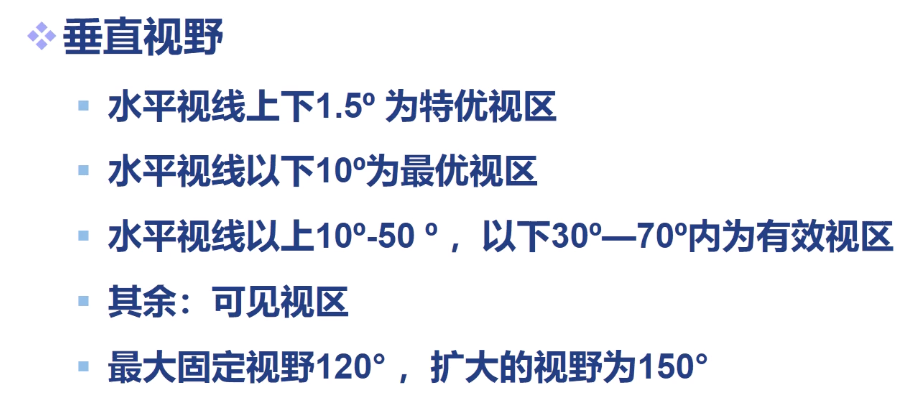 垂直视野
水平视线上下1.5º 为特优视区
水平视线以下10º为最优视区
水平视线以上10º-50 º ，以下30º—70º内为有效视区
其余：可见视区
最大固定视野120° ，扩大的视野为150°